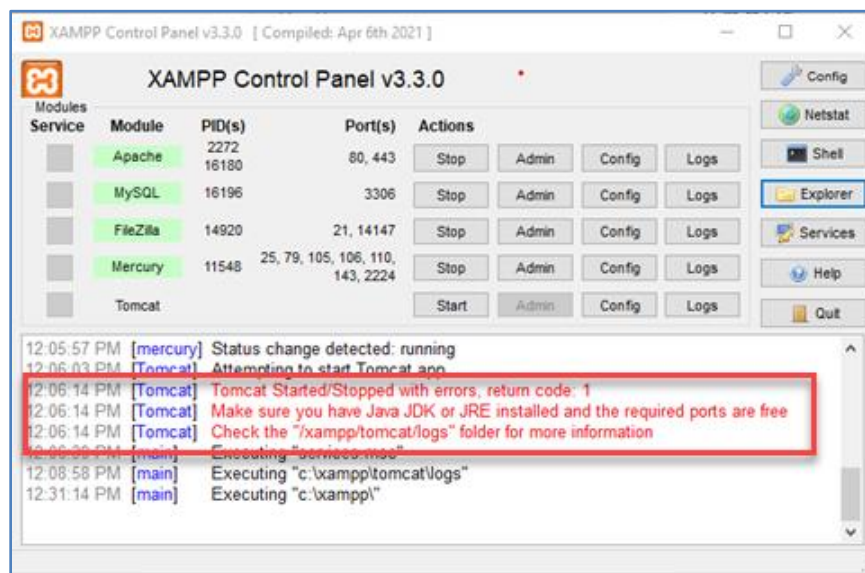 XAMPP Control Panel v3.3.0 [ Compiled: Apr 6th 2021 ]
XAMPP Control Panel v3.3.0
Config
Modules
Service Module PID(s) Port(s) Actions
Netstat
Apache 2272 16180 80, 443 Stop Admin Config Logs
Shell
MySQL 16196 3306 Stop Admin Config Logs
Explorer
FileZilla 14920 21, 14147 Stop Admin Config Logs
Services
Mercury 11548 25, 79, 105, 106, 110, 143, 2224 Stop Admin Config Logs
Help
Tomcat Start Admin Config Logs
Quit
12:05:57 PM [mercury] Status change detected: running
12:06:03 PM [Tomcat] Attempting to start Tomcat app
12:06:14 PM [Tomcat] Tomcat Started/Stopped with errors, return code: 1
12:06:14 PM [Tomcat] Make sure you have Java JDK or JRE installed and the required ports are free
12:06:14 PM [Tomcat] Check the "/xampp/tomcat/logs" folder for more information
PM [main] Executing "services.msc"
12:08:58 PM [main] Executing "c:\xampp\tomcat\logs"
12:31:14 PM [main] Executing "c:\xampp\"